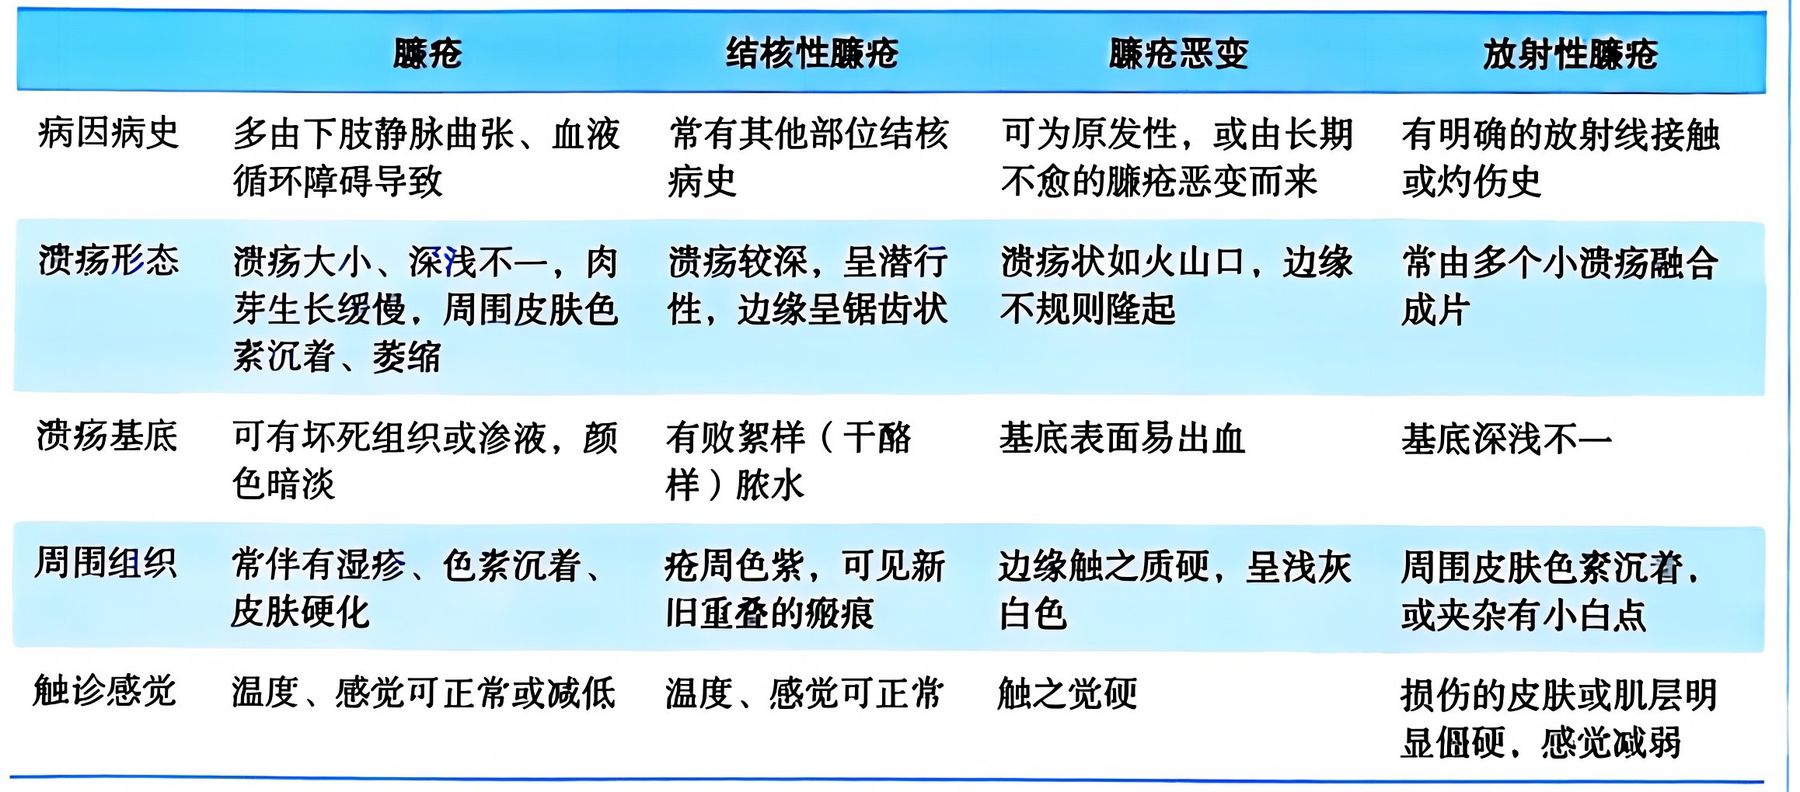 臁疮 结核性臁疮 臁疮恶变 放射性臁疮
病因病史
多由下肢静脉曲张、血液
循环障碍导致
常有其他部位结核
病史
可为原发性，或由长期
不愈的臁疮恶变而来
有明确的放射线接触
或灼伤史
溃疡形态
溃疡大小、深浅不一，肉
芽生长缓慢，周围皮肤色
素沉着、萎缩
溃疡较深，呈潜行
性，边缘呈锯齿状
溃疡状如火山口，边缘
不规则隆起
常由多个小溃疡融合
成片
溃疡基底
可有坏死组织或渗液，颜
色暗淡
有败絮样（干酪
样）脓水
基底表面易出血
基底深浅不一
周围组织
常伴有湿疹、色素沉着、
皮肤硬化
疮周色紫，可见新
旧重叠的瘢痕
边缘触之质硬，呈浅灰
白色
周围皮肤色素沉着，
或夹杂有小白点
触诊感觉
温度、感觉可正常或减低
温度、感觉可正常
触之觉硬
损伤的皮肤或肌层明
显僵硬，感觉减弱